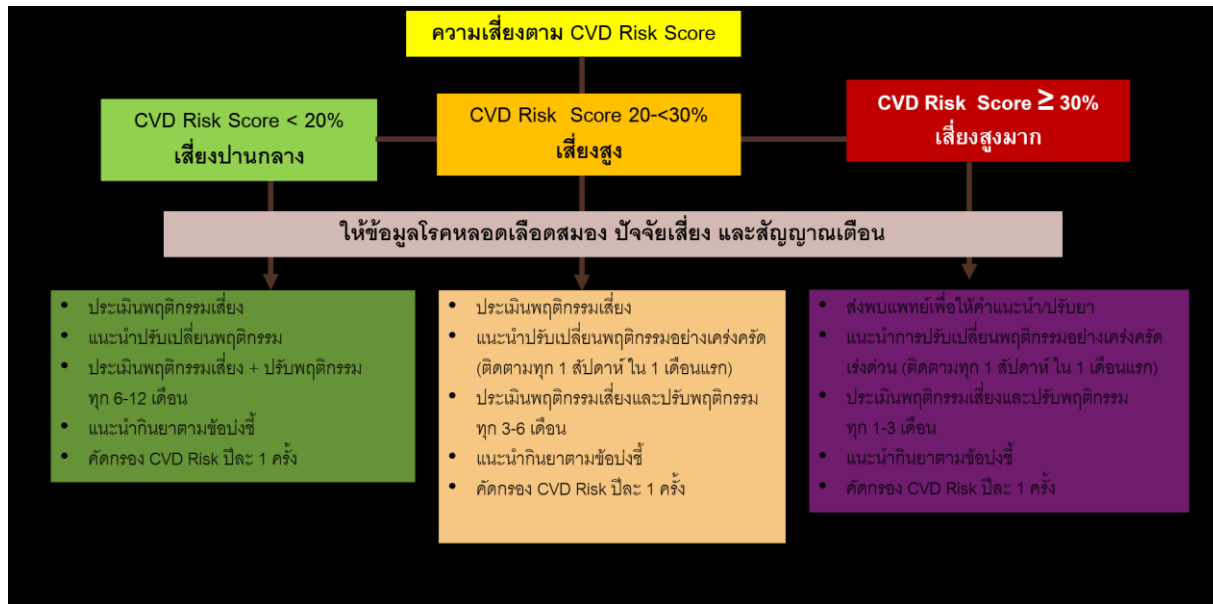 ความเสี่ยงตาม CVD Risk Score
CVD Risk Score < 20%
เสี่ยงปานกลาง
CVD Risk Score 20-<30%
เสี่ยงสูง
CVD Risk Score ≥ 30%
เสี่ยงสูงมาก
ให้ข้อมูลโรคหลอดเลือดสมอง ปัจจัยเสี่ยง และสัญญาณเตือน
• ประเมินพฤติกรรมเสี่ยง
• แนะนำปรับเปลี่ยนพฤติกรรม
• ประเมินพฤติกรรมเสี่ยง + ปรับพฤติกรรม
ทุก 6-12 เดือน
• แนะนำกินยาตามข้อบ่งชี้
• คัดกรอง CVD Risk ปีละ 1 ครั้ง
• ประเมินพฤติกรรมเสี่ยง
• แนะนำปรับเปลี่ยนพฤติกรรมอย่างเคร่งครัด
(ติดตามทุก 1 สัปดาห์ ใน 1 เดือนแรก)
• ประเมินพฤติกรรมเสี่ยงและปรับพฤติกรรม
ทุก 3-6 เดือน
• แนะนำกินยาตามข้อบ่งชี้
• คัดกรอง CVD Risk ปีละ 1 ครั้ง
• ส่งพบแพทย์เพื่อให้คำแนะนำ/ปรับยา
• แนะนำการปรับเปลี่ยนพฤติกรรมอย่างเคร่งครัด
เร่งด่วน (ติดตามทุก 1 สัปดาห์ ใน 1 เดือนแรก)
• ประเมินพฤติกรรมเสี่ยงและปรับพฤติกรรม
ทุก 1-3 เดือน
• แนะนำกินยาตามข้อบ่งชี้
• คัดกรอง CVD Risk ปีละ 1 ครั้ง